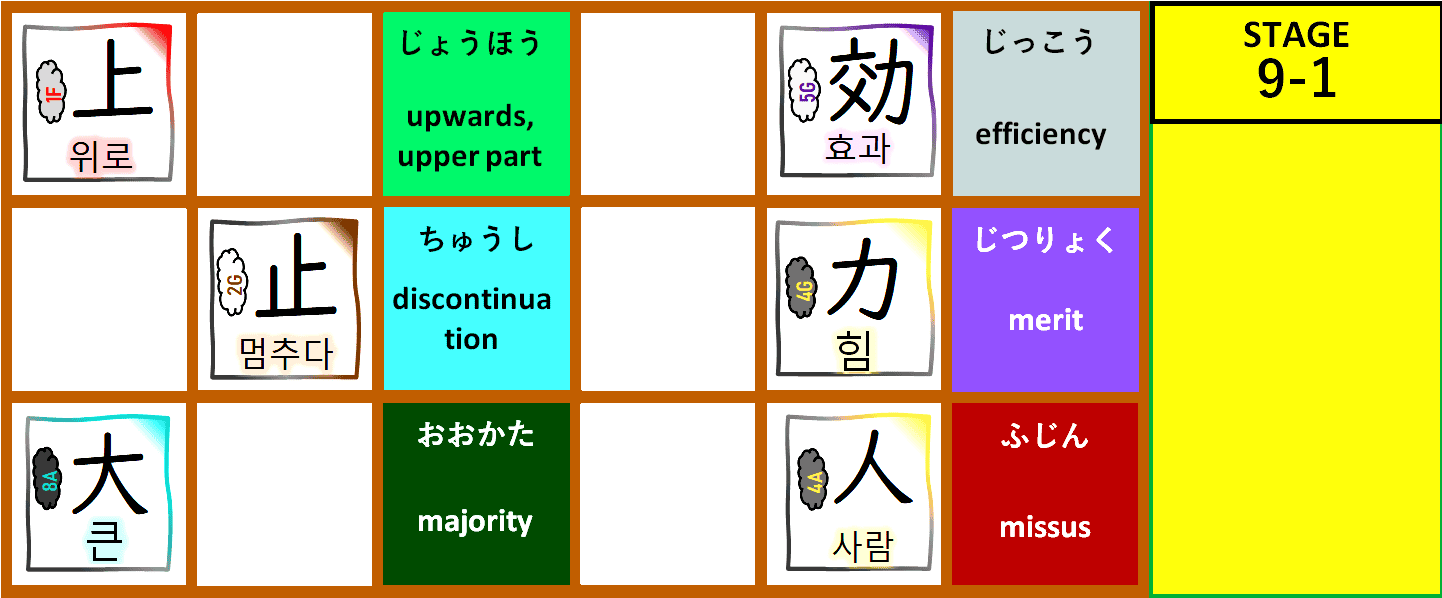 1F
上
위로
じょうほう
upwards,
upper part
5G
効
효과
じっこう
efficiency
STAGE
9-1
2G
止
멈추다
ちゅうし
discontinua
tion
4G
力
힘
じつりょく
merit
8A
大
큰
おおかた
majority
4A
人
사람
ふじん
missus